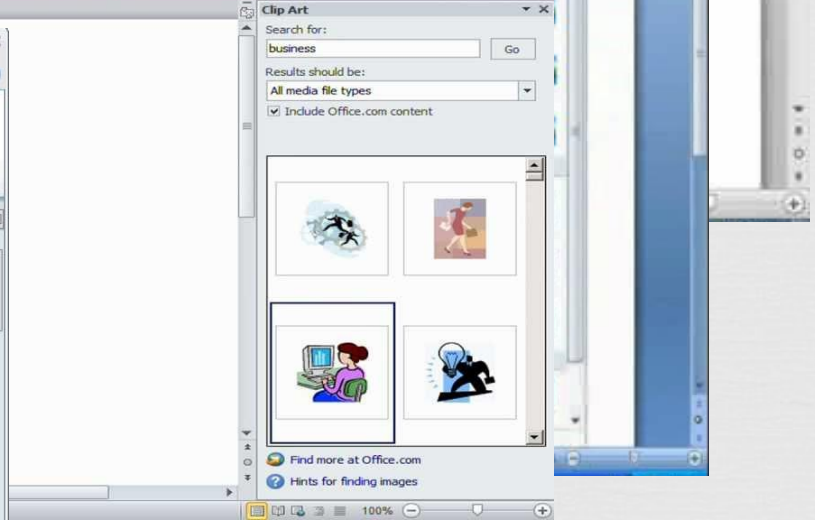 Clip Art
Search for:
business
Go
Results should be:
All media file types
Include Office.com content
Find more at Office.com
Hints for finding images
100%